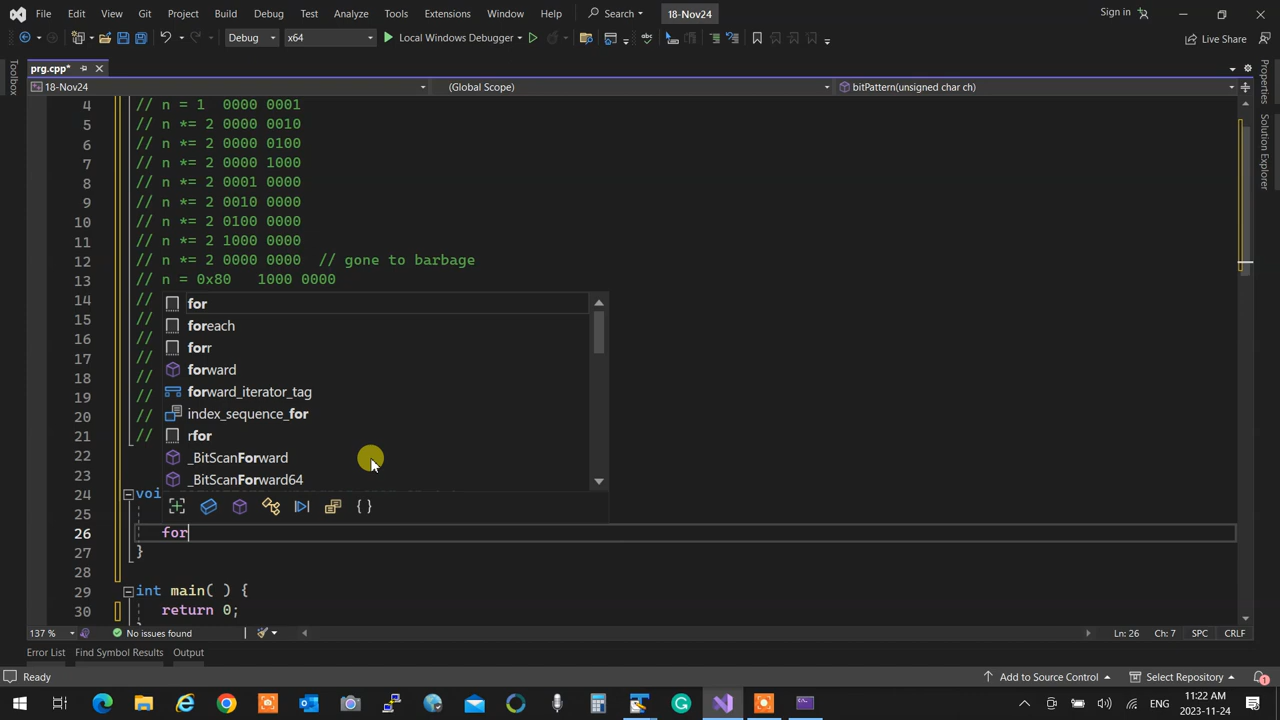 File Edit View Git Project Build Debug Test Analyze Tools Extensions Window Help Search 18-Nov24 Sign in
Debug x64 Local Windows Debugger Live Share
prg.cpp*
18-Nov24 (Global Scope) bitPattern(unsigned char ch)
Toolbox
Properties
Solution Explorer
4 // n = 1 0000 0001
5 // n *= 2 0000 0010
6 // n *= 2 0000 0100
7 // n *= 2 0000 1000
8 // n *= 2 0001 0000
9 // n *= 2 0010 0000
10 // n *= 2 0100 0000
11 // n *= 2 1000 0000
12 // n *= 2 0000 0000 // gone to barbage
13 // n = 0x80 1000 0000
14 //
15 //
16 //
17 //
18 //
19 //
20 //
21 //
22
23
24 voi
25
26 for
27 }
28
29 int main( ) {
30 return 0;
for
foreach
forr
forward
forward_iterator_tag
index_sequence_for
rfor
_BitScanForward
_BitScanForward64
137 % No issues found Ln: 26 Ch: 7 SPC CRLF
Error List Find Symbol Results Output
Ready Add to Source Control Select Repository 1
ENG 11:22 AM
2023-11-24